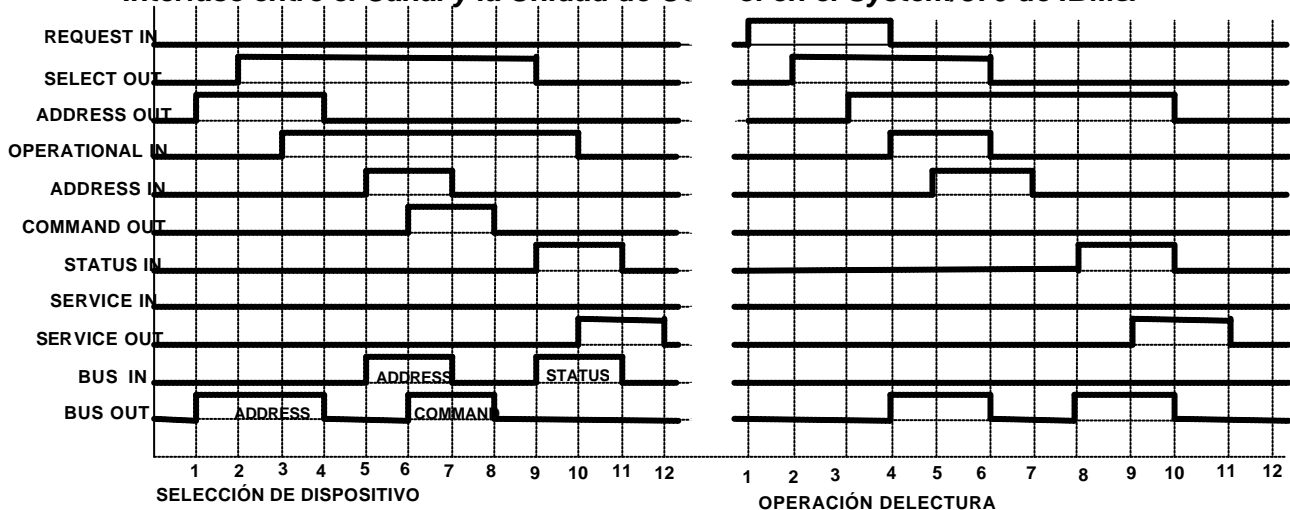 REQUEST IN
SELECT OUT
ADDRESS OUT
OPERATIONAL IN
ADDRESS IN
COMMAND OUT
STATUS IN
SERVICE IN
SERVICE OUT
BUS IN
ADDRESS
STATUS
BUS OUT
ADDRESS
COMMAND
1 2 3 4 5 6 7 8 9 10 11 12
1 2 3 4 5 6 7 8 9 10 11 12
SELECCIÓN DE DISPOSITIVO
OPERACIÓN DELECTURA